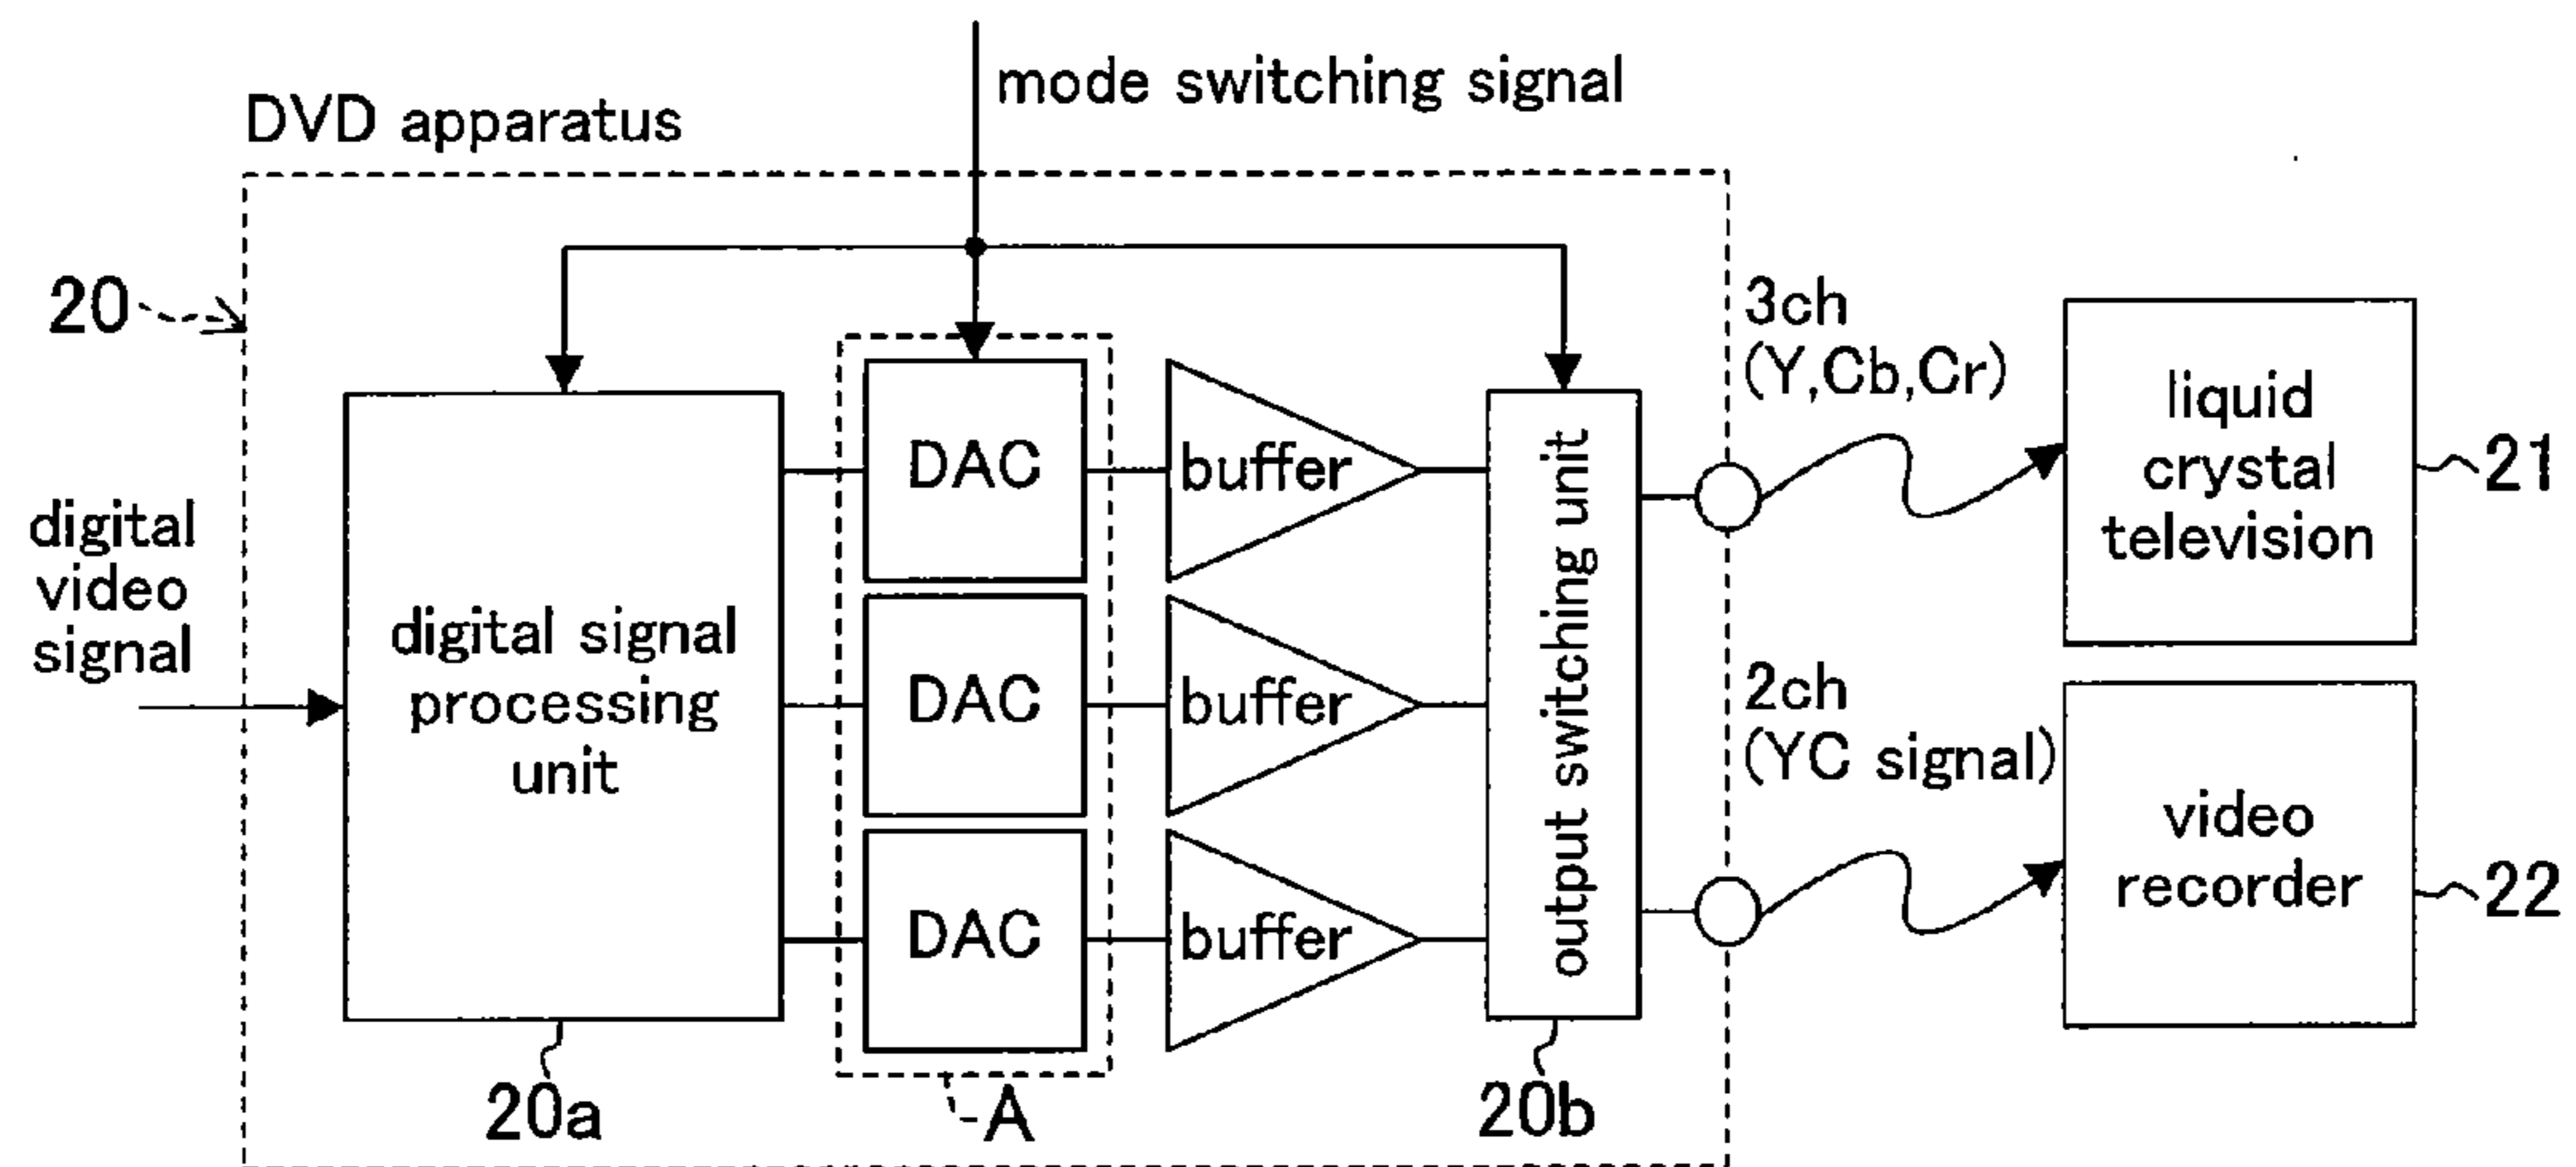 mode switching signal
DVD apparatus
20
digital
video
signal
digital signal
processing
unit
20a
DAC
DAC
DAC
A
buffer
buffer
buffer
output switching unit
20b
3ch
(Y,Cb,Cr)
2ch
(YC signal)
liquid
crystal
television
21
video
recorder
22